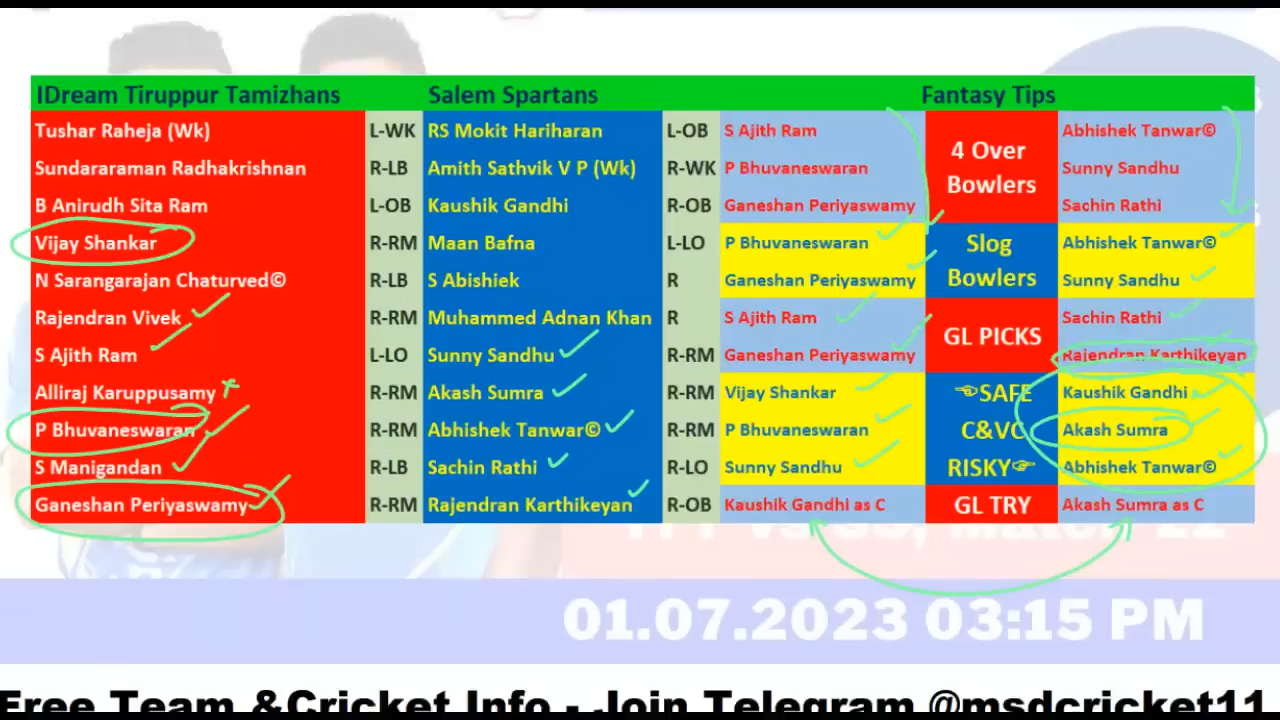 IDream Tiruppur Tamizhans Salem Spartans Fantasy Tips
Tushar Raheja (Wk) L-WK RS Mokit Hariharan L-OB S Ajith Ram 4 Over Abhishek Tanwar©
Sundararaman Radhakrishnan R-LB Amith Sathvik V P (Wk) R-WK P Bhuvaneswaran Bowlers Sunny Sandhu
B Anirudh Sita Ram L-OB Kaushik Gandhi R-OB Ganeshan Periyaswamy Sachin Rathi
Vijay Shankar R-RM Maan Bafna L-LO P Bhuvaneswaran Slog Abhishek Tanwar©
N Sarangarajan Chaturved© R-LB S Abishiek R Ganeshan Periyaswamy Bowlers Sunny Sandhu
Rajendran Vivek R-RM Muhammed Adnan Khan R S Ajith Ram GL PICKS Sachin Rathi
S Ajith Ram L-LO Sunny Sandhu R-RM Ganeshan Periyaswamy Rajendran Karthikeyan
Alliraj Karuppusamy R-RM Akash Sumra R-RM Vijay Shankar ☜SAFE Kaushik Gandhi
P Bhuvaneswaran R-RM Abhishek Tanwar© R-RM P Bhuvaneswaran C&VC Akash Sumra
S Manigandan R-LB Sachin Rathi R-LO Sunny Sandhu RISKY☞ Abhishek Tanwar©
Ganeshan Periyaswamy R-RM Rajendran Karthikeyan R-OB Kaushik Gandhi as C GL TRY Akash Sumra as C
01.07.2023 03:15 PM
Free Team &Cricket Info - Join Telegram @msdcricket11